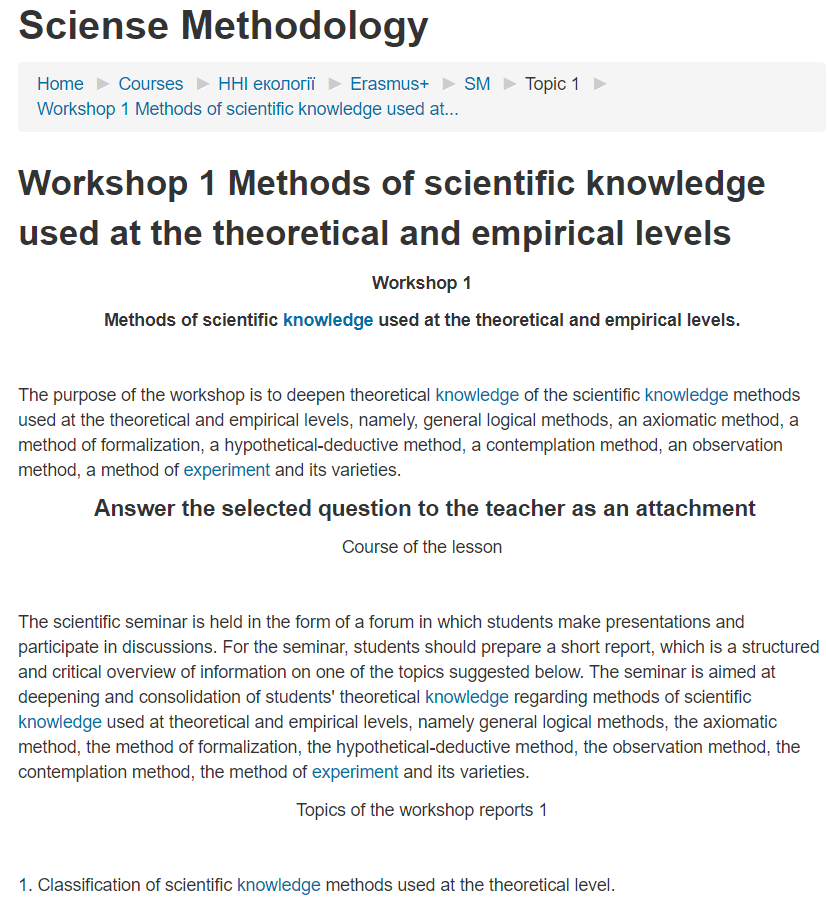 Sciense Methodology
Home ► Courses ► ННІ екології ► Erasmus+ ► SM ► Topic 1 ►
Workshop 1 Methods of scientific knowledge used at...
Workshop 1 Methods of scientific knowledge
used at the theoretical and empirical levels
Workshop 1
Methods of scientific knowledge used at the theoretical and empirical levels.
The purpose of the workshop is to deepen theoretical knowledge of the scientific knowledge methods
used at the theoretical and empirical levels, namely, general logical methods, an axiomatic method, a
method of formalization, a hypothetical-deductive method, a contemplation method, an observation
method, a method of experiment and its varieties.
Answer the selected question to the teacher as an attachment
Course of the lesson
The scientific seminar is held in the form of a forum in which students make presentations and
participate in discussions. For the seminar, students should prepare a short report, which is a structured
and critical overview of information on one of the topics suggested below. The seminar is aimed at
deepening and consolidation of students' theoretical knowledge regarding methods of scientific
knowledge used at theoretical and empirical levels, namely general logical methods, the axiomatic
method, the method of formalization, the hypothetical-deductive method, the observation method, the
contemplation method, the method of experiment and its varieties.
Topics of the workshop reports 1
1. Classification of scientific knowledge methods used at the theoretical level.